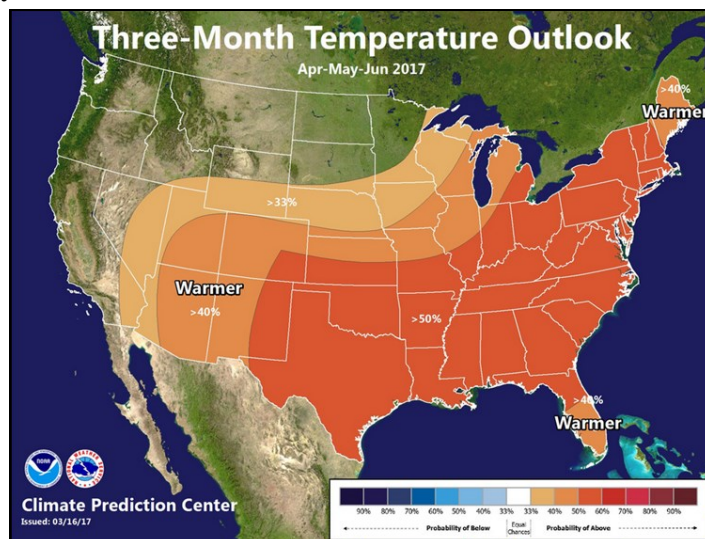 Three-Month Temperature Outlook
Apr-May-Jun 2017
>40%
Warmer
>33%
Warmer
>40%
>50%
>40%
Warmer
NOAA
Climate Prediction Center
Issued: 03/16/17
90% 80% 70% 60% 50% 40% 33% 33% 40% 50% 60% 70% 80% 90%
Probability of Below Equal Chances Probability of Above